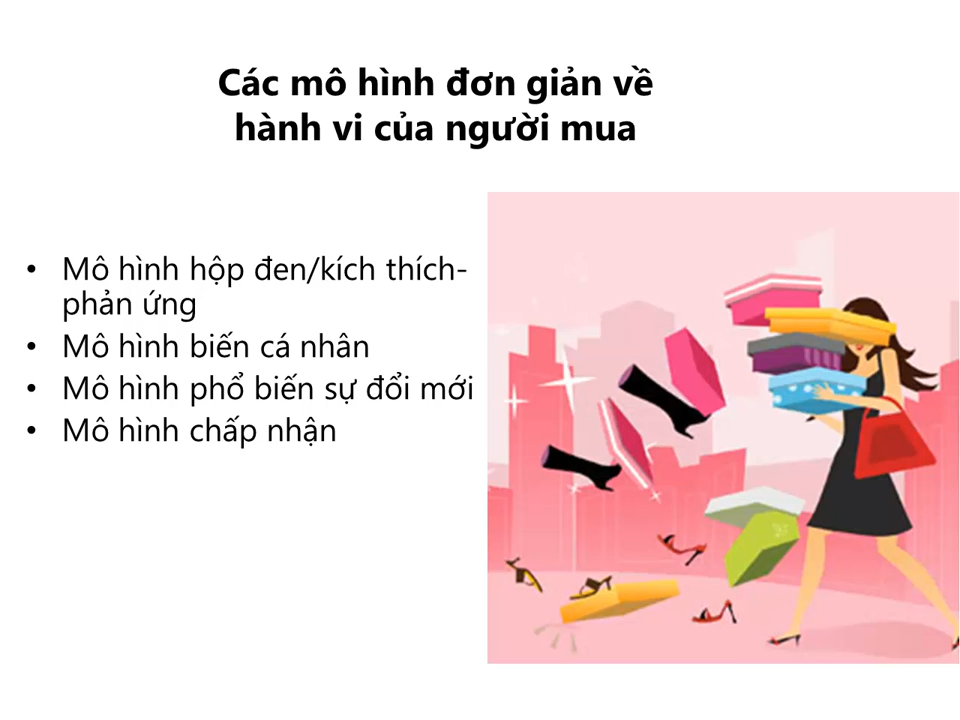 Các mô hình đơn giản về
hành vi của người mua
• Mô hình hộp đen/kích thích-
phản ứng
• Mô hình biến cá nhân
• Mô hình phổ biến sự đổi mới
• Mô hình chấp nhận